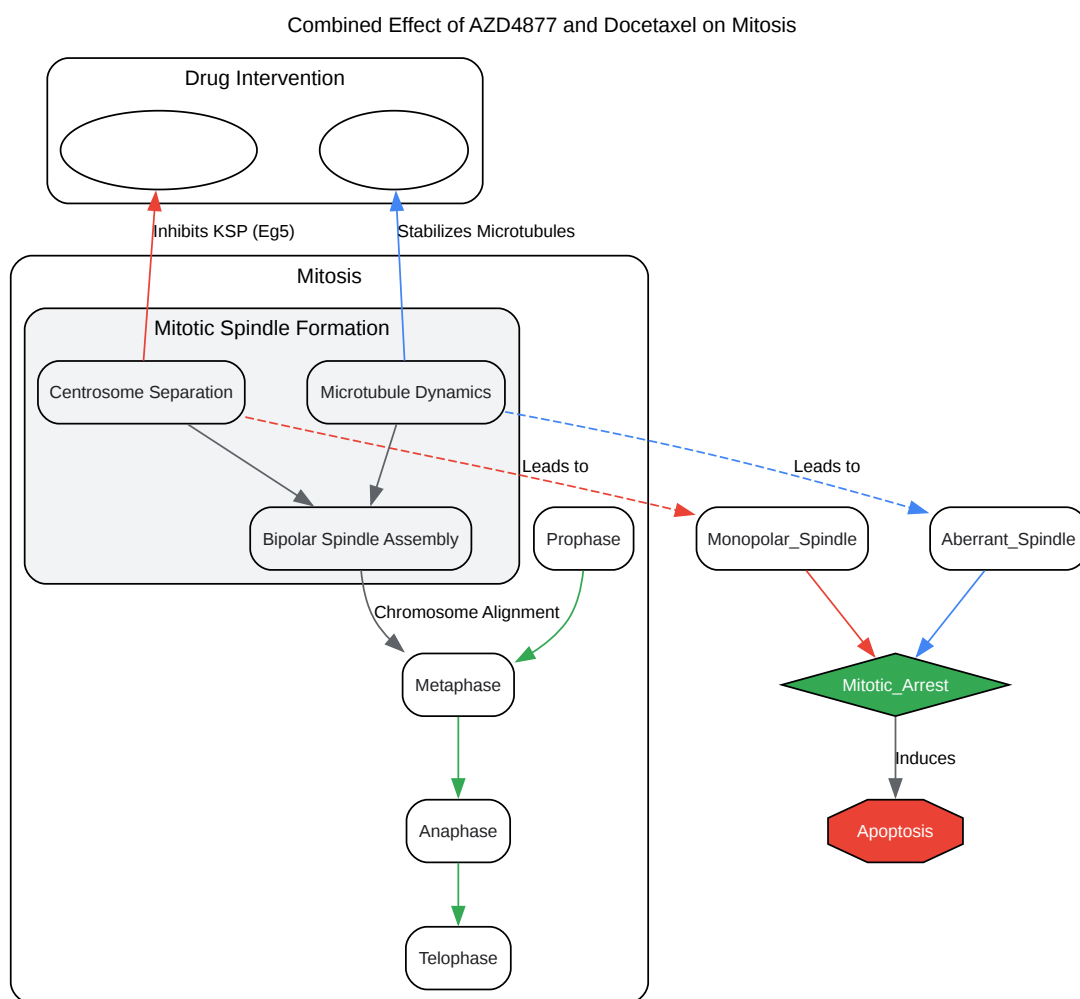 Combined Effect of AZD4877 and Docetaxel on Mitosis
Drug Intervention
Inhibits KSP (Eg5)
Stabilizes Microtubules
Mitosis
Mitotic Spindle Formation
Centrosome Separation
Microtubule Dynamics
Leads to
Leads to
Bipolar Spindle Assembly
Prophase
Monopolar_Spindle
Aberrant_Spindle
Chromosome Alignment
Metaphase
Mitotic_Arrest
Induces
Anaphase
Apoptosis
Telophase